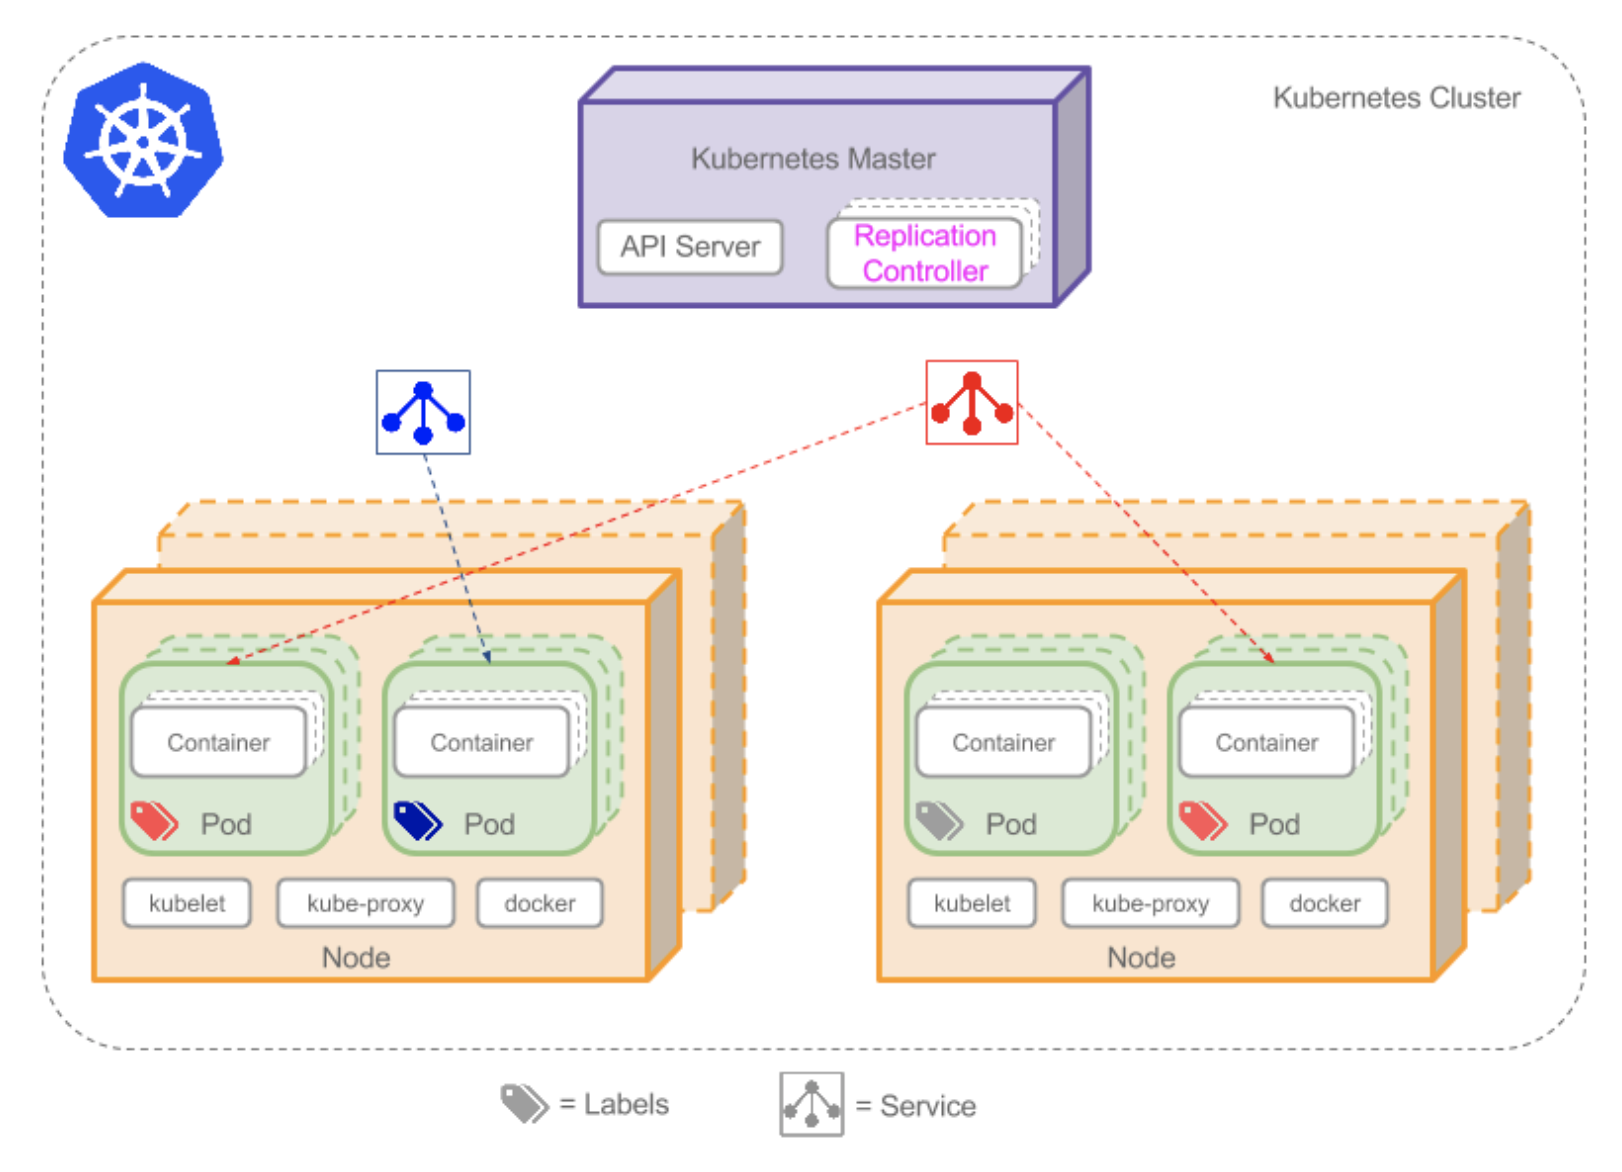 Kubernetes Cluster
Kubernetes Master
API Server
Replication
Controller
Container
Container
Container
Container
Pod
Pod
Pod
Pod
kubelet
kube-proxy
docker
kubelet
kube-proxy
docker
Node
Node
= Labels
= Service